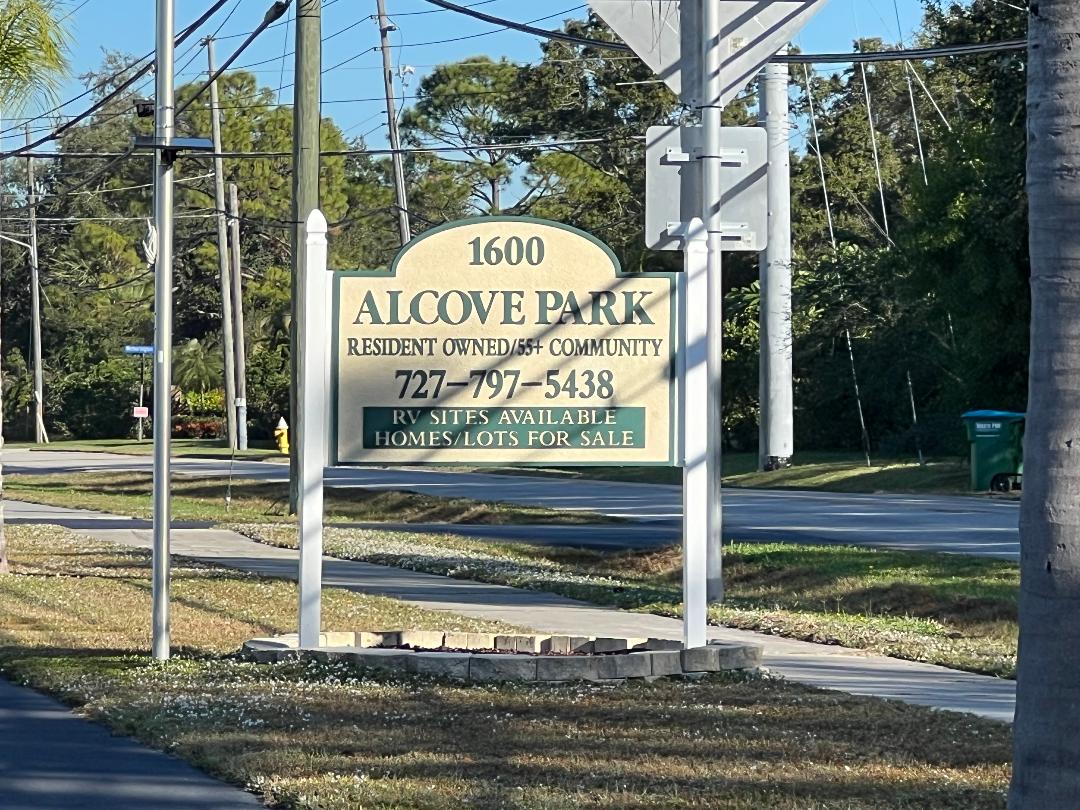 1600
ALCOVE PARK
RESIDENT OWNED/55+ COMMUNITY
727-797-5438
RV SITES AVAILABLE
HOMES/LOTS FOR SALE